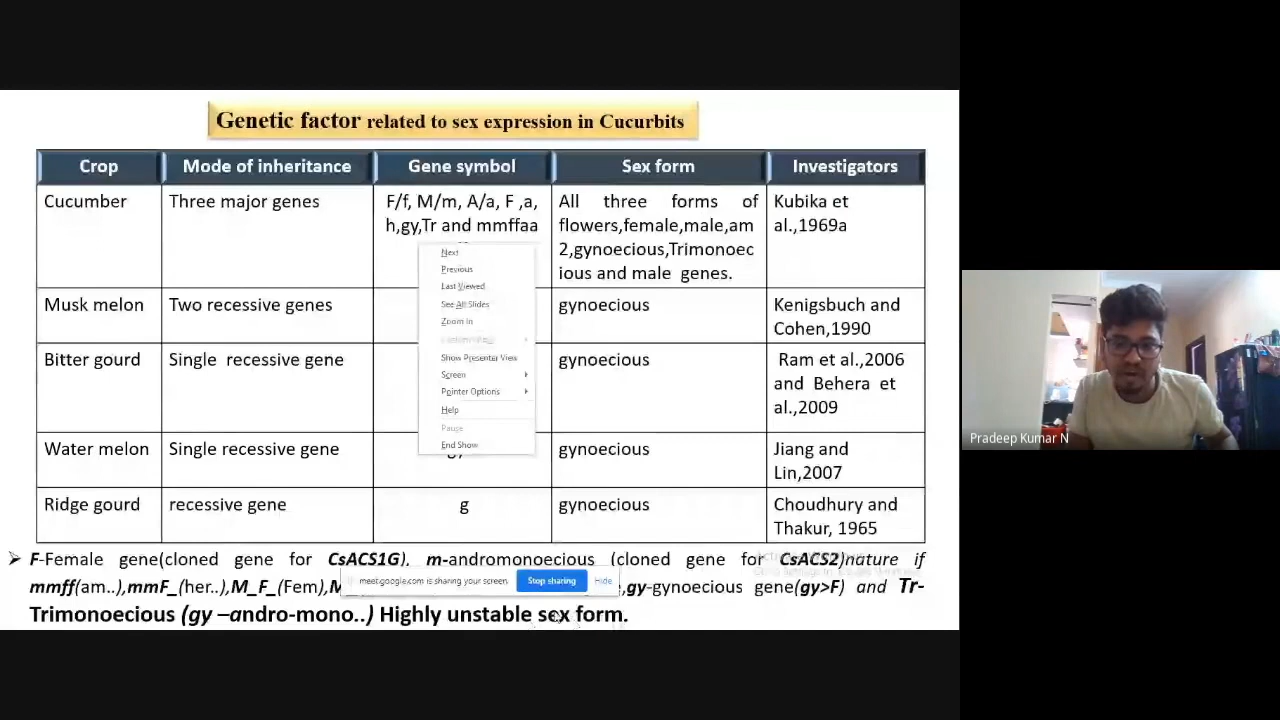 Genetic factor related to sex expression in Cucurbits
Crop Mode of inheritance Gene symbol Sex form Investigators
Cucumber Three major genes F/f, M/m, A/a, F ,a, All three forms of Kubika et
h,gy,Tr and mmffaa flowers,female,male,am al.,1969a
2,gynoecious,Trimonoec
ious and male genes.
Next
Previous
Last Viewed
See All Slides
Zoom In
Show Presenter View
Screen
Pointer Options
Help
Pause
End Show
Musk melon Two recessive genes gynoecious Kenigsbuch and
Cohen,1990
Bitter gourd Single recessive gene gynoecious Ram et al.,2006
and Behera et
al.,2009
Water melon Single recessive gene gynoecious Jiang and
Lin,2007
Ridge gourd recessive gene g gynoecious Choudhury and
Thakur, 1965
F-Female gene(cloned gene for CsACS1G), m-andromonoecious (cloned gene for CsACS2)nature if
mmff(am..),mmF_(her..),M_F_(Fem), gy-gynoecious gene(gy>F) and Tr-
Trimonoecious (gy –andro-mono..) Highly unstable sex form.
meet.google.com is sharing your screen. Stop sharing Hide
Pradeep Kumar N